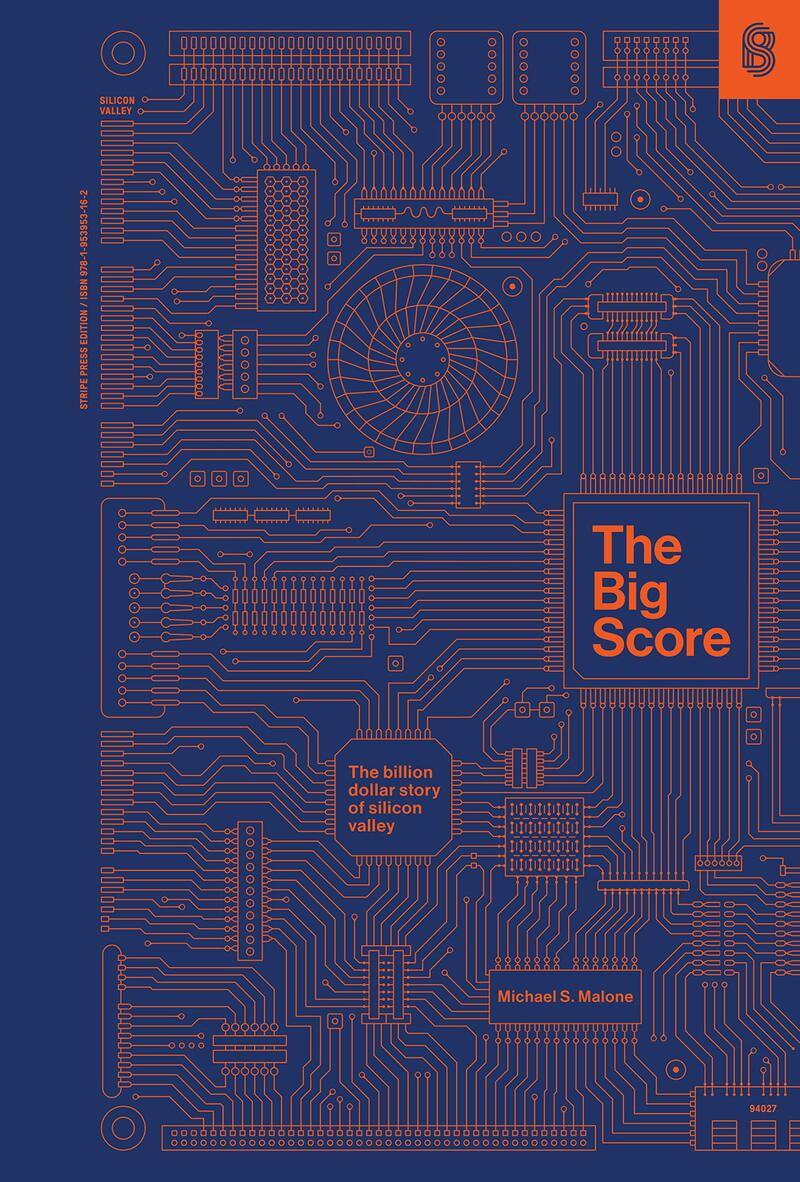 SILICON
VALLEY
STRIPE PRESS EDITION / ISBN 978-1-953953-16-2
The
Big
Score
The billion
dollar story
of silicon
valley
Michael S. Malone
94027